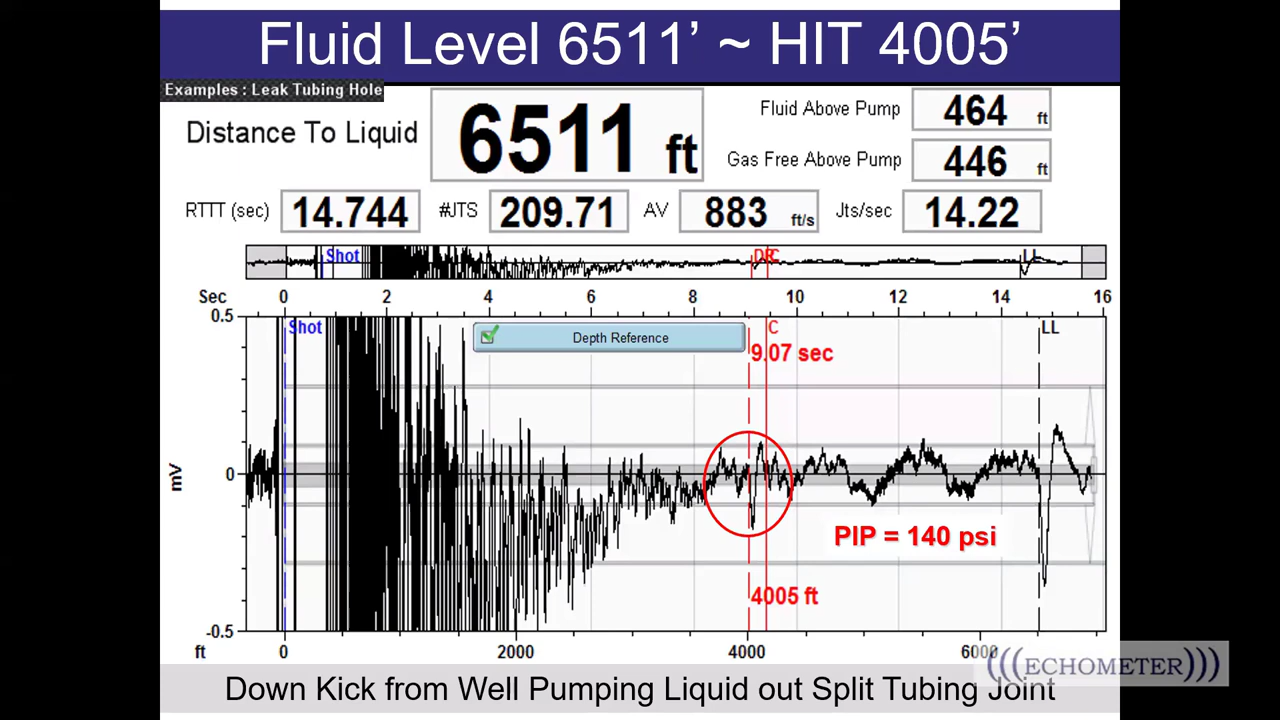 Fluid Level 6511’ ~ HIT 4005’
Examples : Leak Tubing Hole
Distance To Liquid 6511 ft
Fluid Above Pump 464 ft
Gas Free Above Pump 446 ft
RTTT (sec) 14.744 #JTS 209.71 AV 883 ft/s Jts/sec 14.22
Shot DRC LL
Sec 0 2 4 6 8 10 12 14 16
0.5
Shot Depth Reference C LL
9.07 sec
mV 0
PIP = 140 psi
4005 ft
-0.5
ft 0 2000 4000 6000
(((ECHOMETER)))
Down Kick from Well Pumping Liquid out Split Tubing Joint